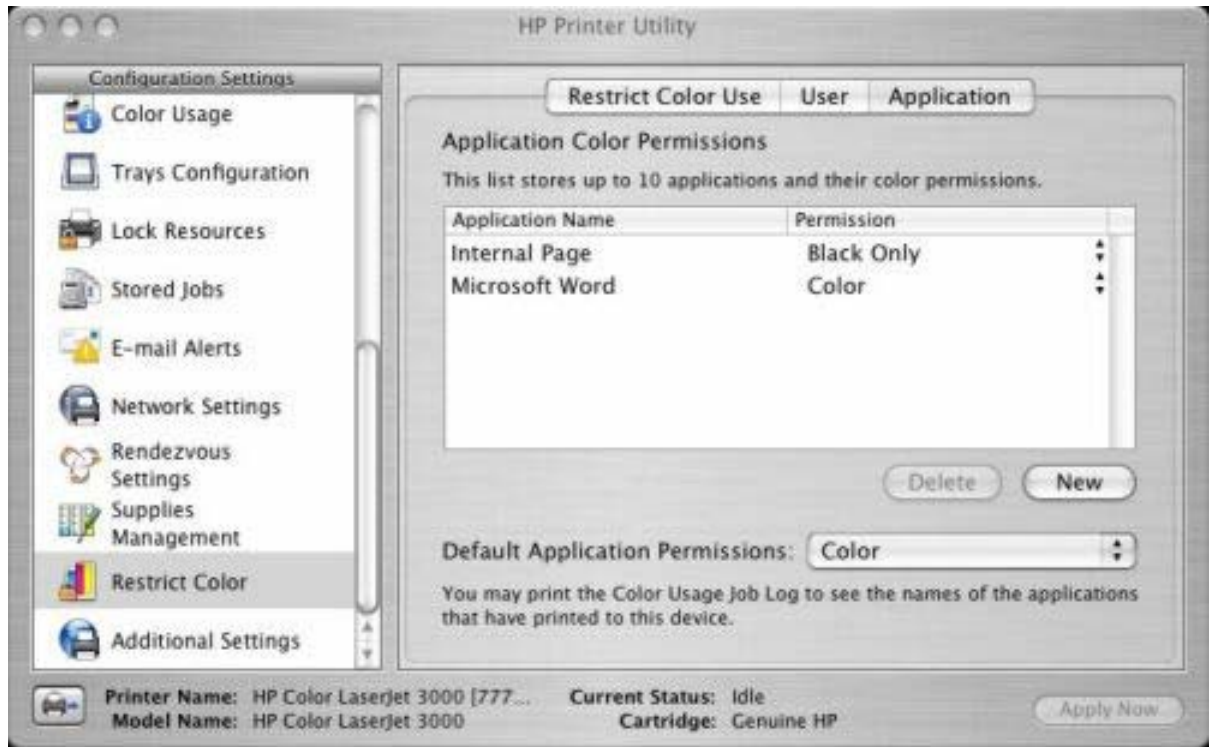 HP Printer Utility
Configuration Settings
Color Usage
Trays Configuration
Lock Resources
Stored Jobs
E-mail Alerts
Network Settings
Rendezvous
Settings
Supplies
Management
Restrict Color
Additional Settings
Restrict Color Use User Application
Application Color Permissions
This list stores up to 10 applications and their color permissions.
Application Name Permission
Internal Page Black Only
Microsoft Word Color
Delete New
Default Application Permissions: Color
You may print the Color Usage Job Log to see the names of the applications
that have printed to this device.
Printer Name: HP Color LaserJet 3000 [777... Current Status: Idle
Model Name: HP Color LaserJet 3000 Cartridge: Genuine HP
Apply Now